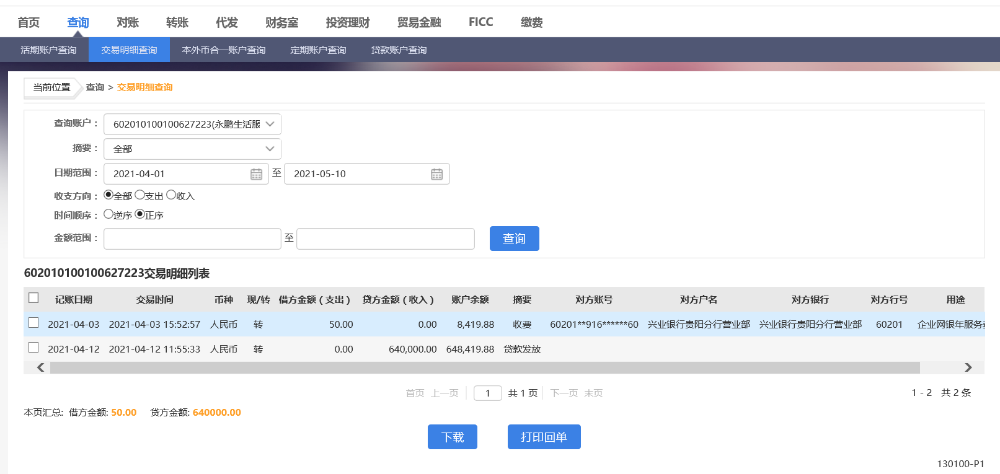 首页 查询 对账 转账 代发 财务室 投资理财 贸易金融 FICC 缴费
活期账户查询 交易明细查询 本外币合一账户查询 定期账户查询 贷款账户查询
当前位置 查询 > 交易明细查询
查询账户： 602010100100627223(永鹏生活服
摘要： 全部
日期范围： 2021-04-01 至 2021-05-10
收支方向： 全部 支出 收入
时间顺序： 逆序 正序
金额范围： 至 查询
602010100100627223交易明细列表
记账日期 交易时间 币种 现/转 借方金额（支出） 贷方金额（收入） 账户余额 摘要 对方账号 对方户名 对方银行 对方行号 用途
2021-04-03 2021-04-03 15:52:57 人民币 转 50.00 0.00 8,419.88 收费 60201**916******60 兴业银行贵阳分行营业部 兴业银行贵阳分行营业部 60201 企业网银年服务
2021-04-12 2021-04-12 11:55:33 人民币 转 0.00 640,000.00 648,419.88 贷款发放
首页 上一页 1 共 1 页 下一页 末页 1 - 2 共 2 条
本页汇总: 借方金额: 50.00 贷方金额: 640000.00
下载 打印回单
130100-P1